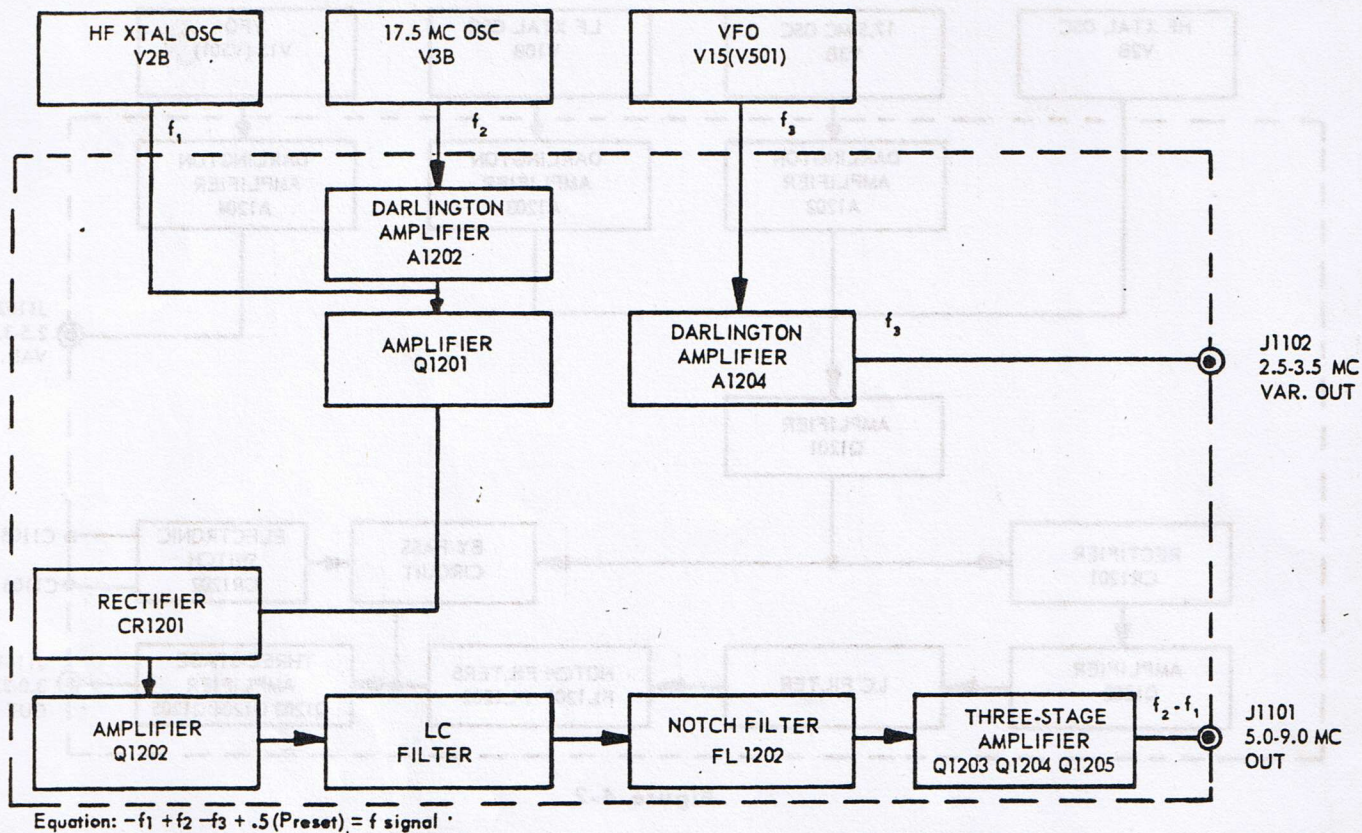 HF XTAL OSC
V2B
17.5 MC OSC
V3B
VFO
V15(V501)
f₁
f₂
f₃
DARLINGTON
AMPLIFIER
A1202
AMPLIFIER
Q1201
DARLINGTON
AMPLIFIER
A1204
f₃
J1102
2.5-3.5 MC
VAR. OUT
RECTIFIER
CR1201
AMPLIFIER
Q1202
LC
FILTER
NOTCH FILTER
FL 1202
THREE-STAGE
AMPLIFIER
Q1203 Q1204 Q1205
f₂-f₁
J1101
5.0-9.0 MC
OUT
Equation: -f₁ +f₂ -f₃ + .5 (Preset) = f signal